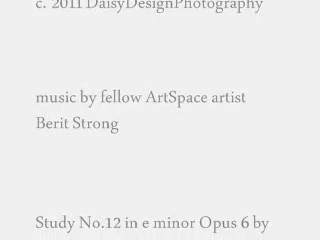 c. 2011 DaisyDesignPhotography
music by fellow ArtSpace artist
Berit Strong
Study No.12 in e minor Opus 6 by